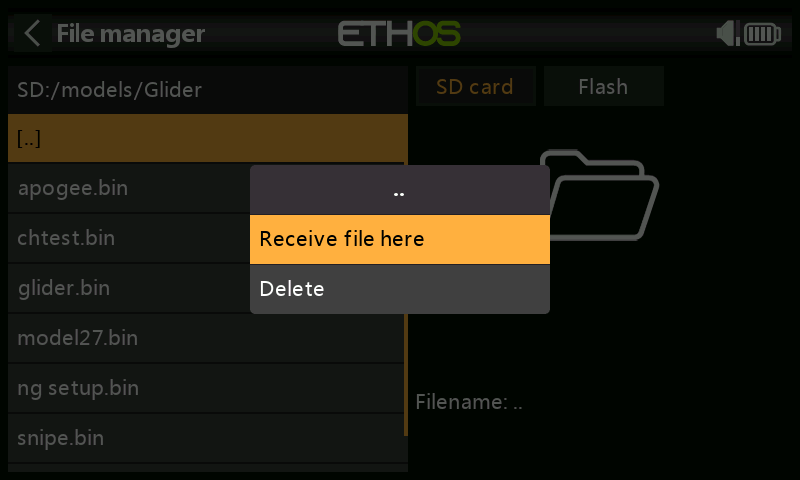 File manager
ETHOS
SD:/models/Glider
SD card
Flash
[..]
apogee.bin
..
chtest.bin
Receive file here
glider.bin
Delete
model27.bin
ng setup.bin
Filename: ..
snipe.bin